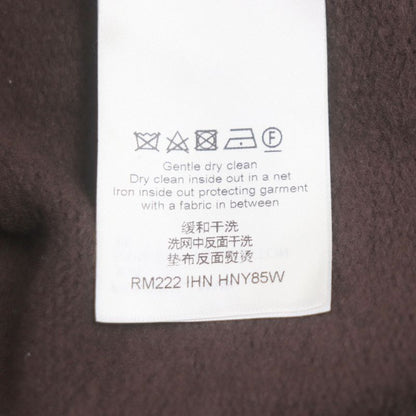 Gentle dry clean
Dry clean inside out in a net
Iron inside out protecting garment
with a fabric in between
缓和干洗
洗网中反面干洗
垫布反面熨烫
RM222 IHN HNY85W